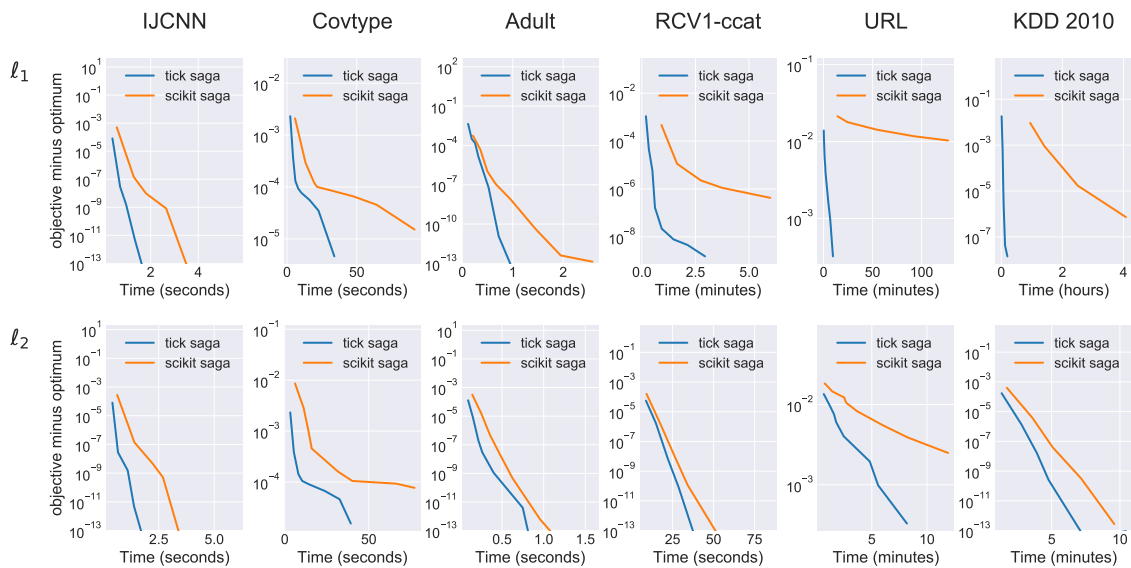 IJCNN Covtype Adult RCV1-ccat URL KDD 2010
ℓ₁
objective minus optimum
10¹ 10⁻¹ 10⁻³ 10⁻⁵ 10⁻⁷ 10⁻⁹ 10⁻¹¹ 10⁻¹³
tick saga
scikit saga
2 4
Time (seconds)
10⁻² 10⁻³ 10⁻⁴ 10⁻⁵
tick saga
scikit saga
0 50
Time (seconds)
10² 10⁻¹ 10⁻⁴ 10⁻⁷ 10⁻¹⁰ 10⁻¹³
tick saga
scikit saga
0 2
Time (seconds)
10⁻² 10⁻⁴ 10⁻⁶ 10⁻⁸
tick saga
scikit saga
0.0 2.5 5.0
Time (minutes)
10⁻¹ 10⁻² 10⁻³
tick saga
scikit saga
0 50 100
Time (minutes)
10⁻¹ 10⁻³ 10⁻⁵ 10⁻⁷
tick saga
scikit saga
0 2 4
Time (hours)
ℓ₂
objective minus optimum
10¹ 10⁻¹ 10⁻³ 10⁻⁵ 10⁻⁷ 10⁻⁹ 10⁻¹¹ 10⁻¹³
tick saga
scikit saga
2.5 5.0
Time (seconds)
10⁻¹ 10⁻² 10⁻³ 10⁻⁴
tick saga
scikit saga
0 50
Time (seconds)
10¹ 10⁻¹ 10⁻³ 10⁻⁵ 10⁻⁷ 10⁻⁹ 10⁻¹¹ 10⁻¹³
tick saga
scikit saga
0.5 1.0 1.5
Time (seconds)
10⁻¹ 10⁻³ 10⁻⁵ 10⁻⁷ 10⁻⁹ 10⁻¹¹ 10⁻¹³
tick saga
scikit saga
25 50 75
Time (seconds)
10⁻² 10⁻³
tick saga
scikit saga
5 10
Time (minutes)
10⁻¹ 10⁻³ 10⁻⁵ 10⁻⁷ 10⁻⁹ 10⁻¹¹ 10⁻¹³
tick saga
scikit saga
5 10
Time (minutes)